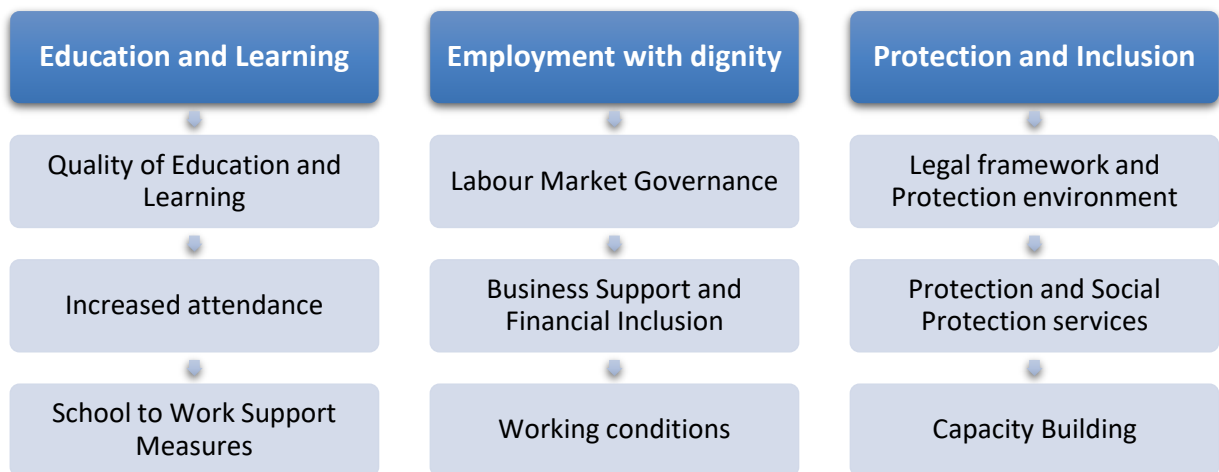 Education and Learning
Quality of Education and
Learning
Increased attendance
School to Work Support
Measures
Employment with dignity
Labour Market Governance
Business Support and
Financial Inclusion
Working conditions
Protection and Inclusion
Legal framework and
Protection environment
Protection and Social
Protection services
Capacity Building